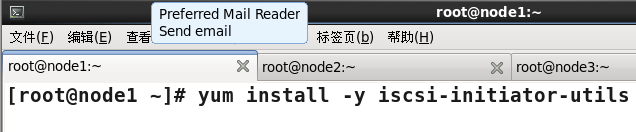 root@node1:~
Preferred Mail Reader
Send email
文件(F) 编辑(E) 查看 标签页(b) 帮助(H)
root@node1:~ root@node2:~ root@node3:~
[root@node1 ~]# yum install -y iscsi-initiator-utils